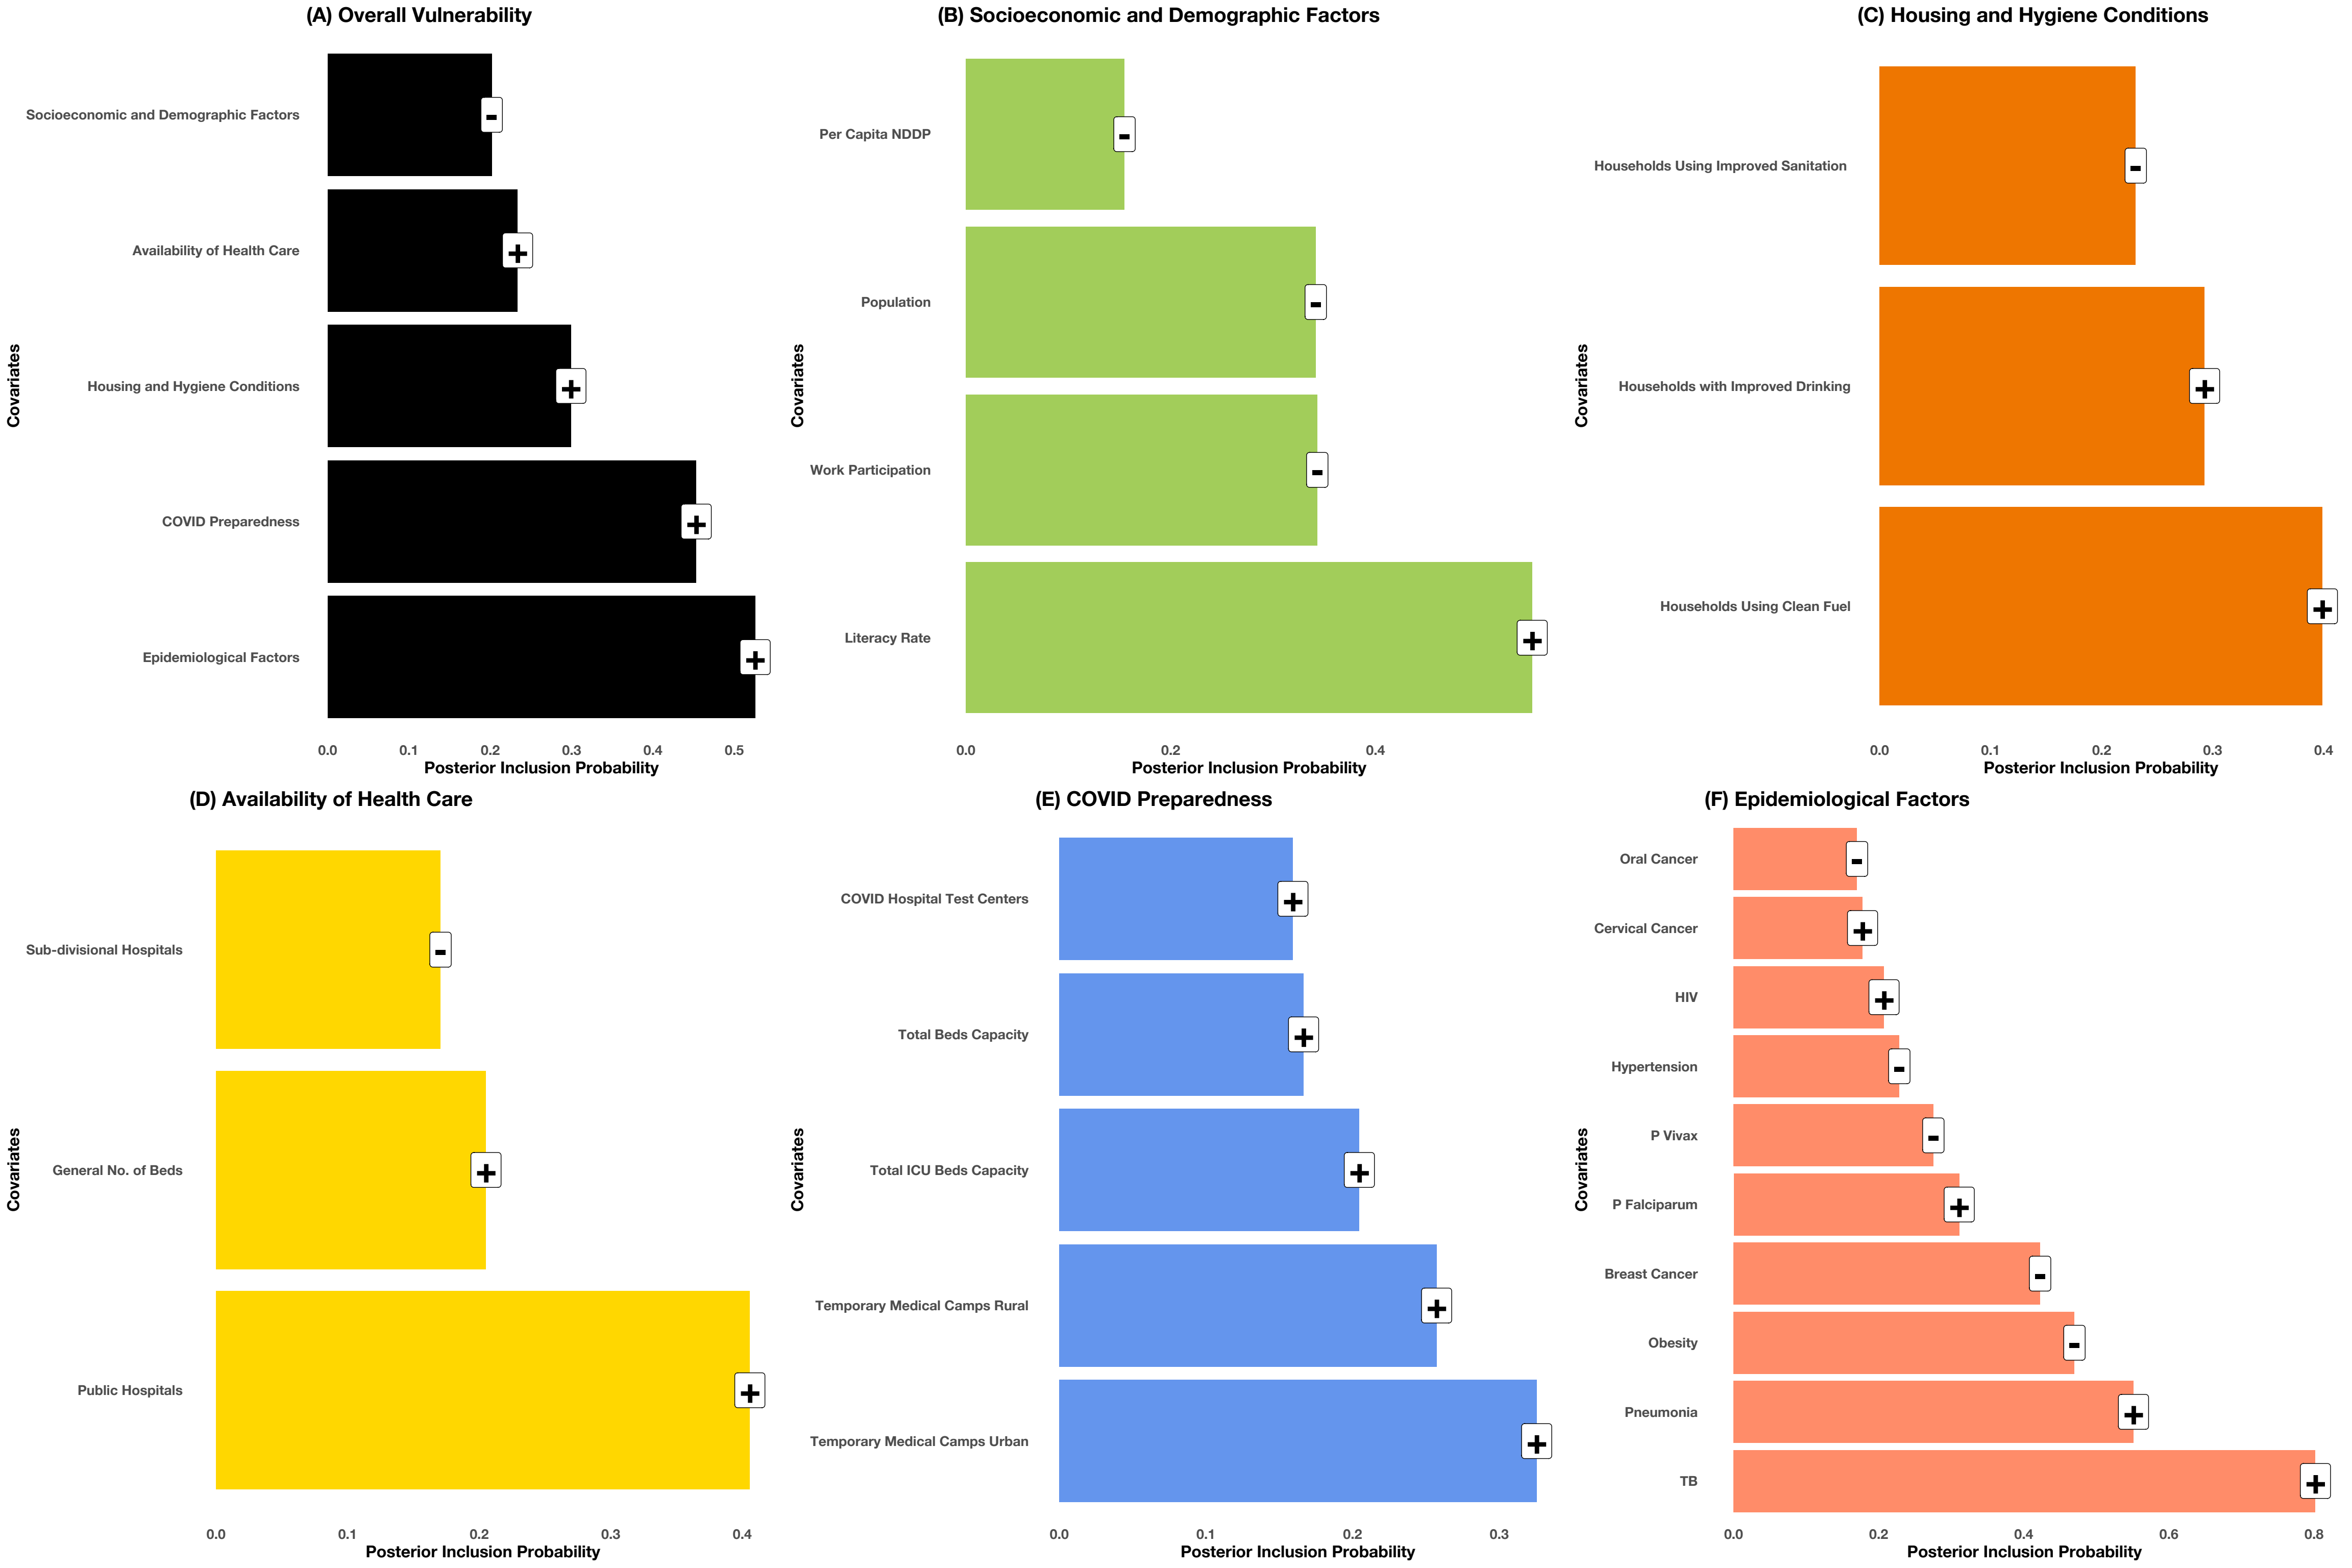 (A) Overall Vulnerability
Covariates
Socioeconomic and Demographic Factors
-
Availability of Health Care
+
Housing and Hygiene Conditions
+
COVID Preparedness
+
Epidemiological Factors
+
0.0 0.1 0.2 0.3 0.4 0.5
Posterior Inclusion Probability
(B) Socioeconomic and Demographic Factors
Covariates
Per Capita NDDP
-
Population
-
Work Participation
-
Literacy Rate
+
0.0 0.2 0.4
Posterior Inclusion Probability
(C) Housing and Hygiene Conditions
Covariates
Households Using Improved Sanitation
-
Households with Improved Drinking
+
Households Using Clean Fuel
+
0.0 0.1 0.2 0.3 0.4
Posterior Inclusion Probability
(D) Availability of Health Care
Covariates
Sub-divisional Hospitals
-
General No. of Beds
+
Public Hospitals
+
0.0 0.1 0.2 0.3 0.4
Posterior Inclusion Probability
(E) COVID Preparedness
Covariates
COVID Hospital Test Centers
+
Total Beds Capacity
+
Total ICU Beds Capacity
+
Temporary Medical Camps Rural
+
Temporary Medical Camps Urban
+
0.0 0.1 0.2 0.3
Posterior Inclusion Probability
(F) Epidemiological Factors
Covariates
Oral Cancer
-
Cervical Cancer
+
HIV
+
Hypertension
-
P Vivax
-
P Falciparum
+
Breast Cancer
-
Obesity
-
Pneumonia
+
TB
+
0.0 0.2 0.4 0.6 0.8
Posterior Inclusion Probability